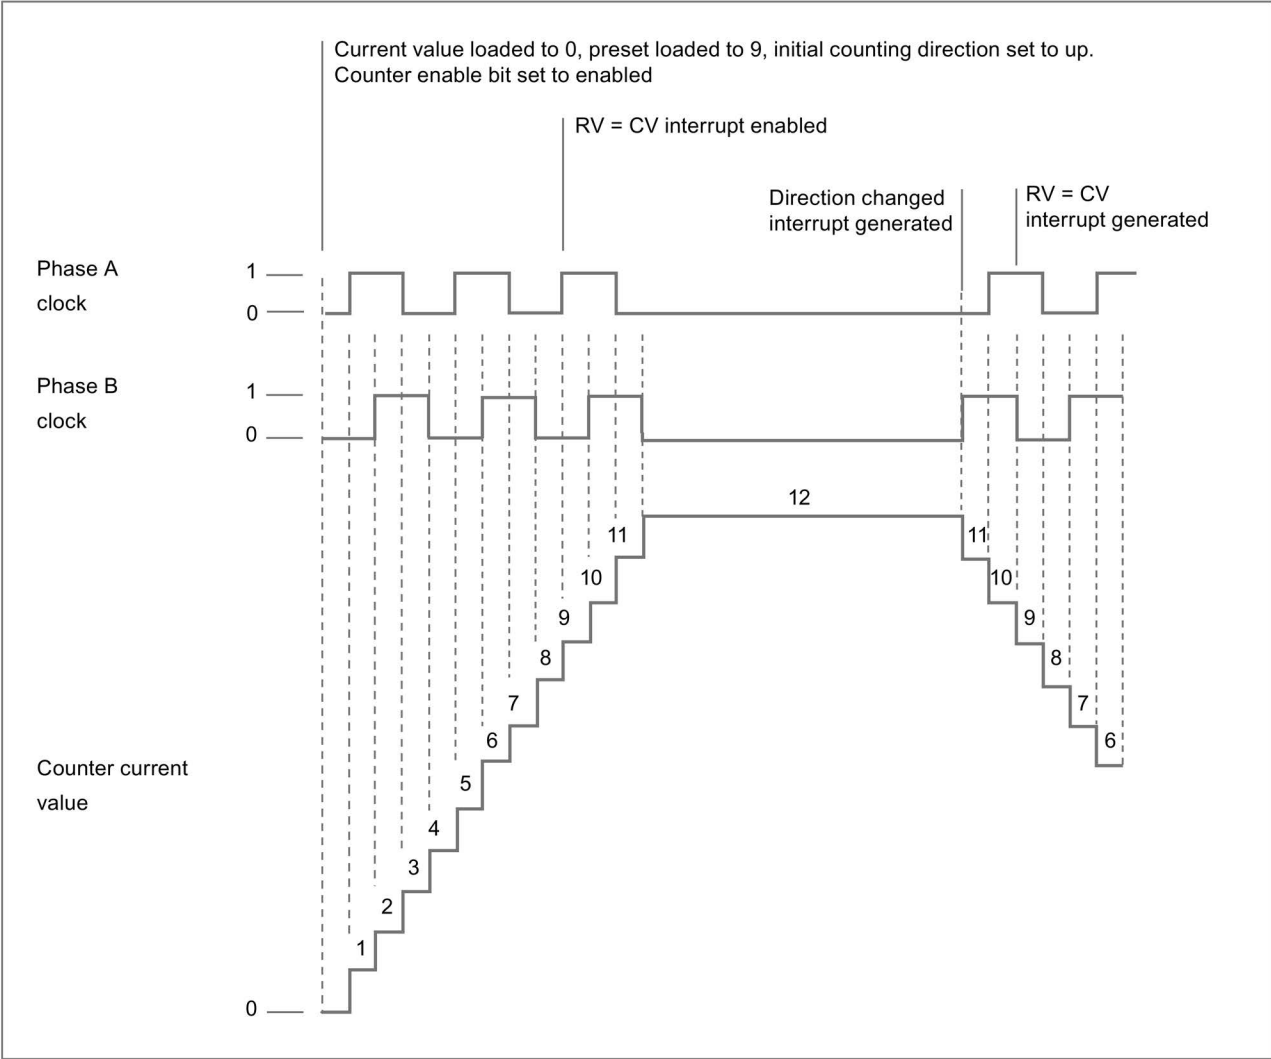 Current value loaded to 0, preset loaded to 9, initial counting direction set to up.
Counter enable bit set to enabled
RV = CV interrupt enabled
Direction changed
interrupt generated
RV = CV
interrupt generated
Phase A
clock
1
0
Phase B
clock
1
0
12
11
11
10
10
9
9
8
8
7
7
6
6
Counter current
value
5
4
3
2
1
0